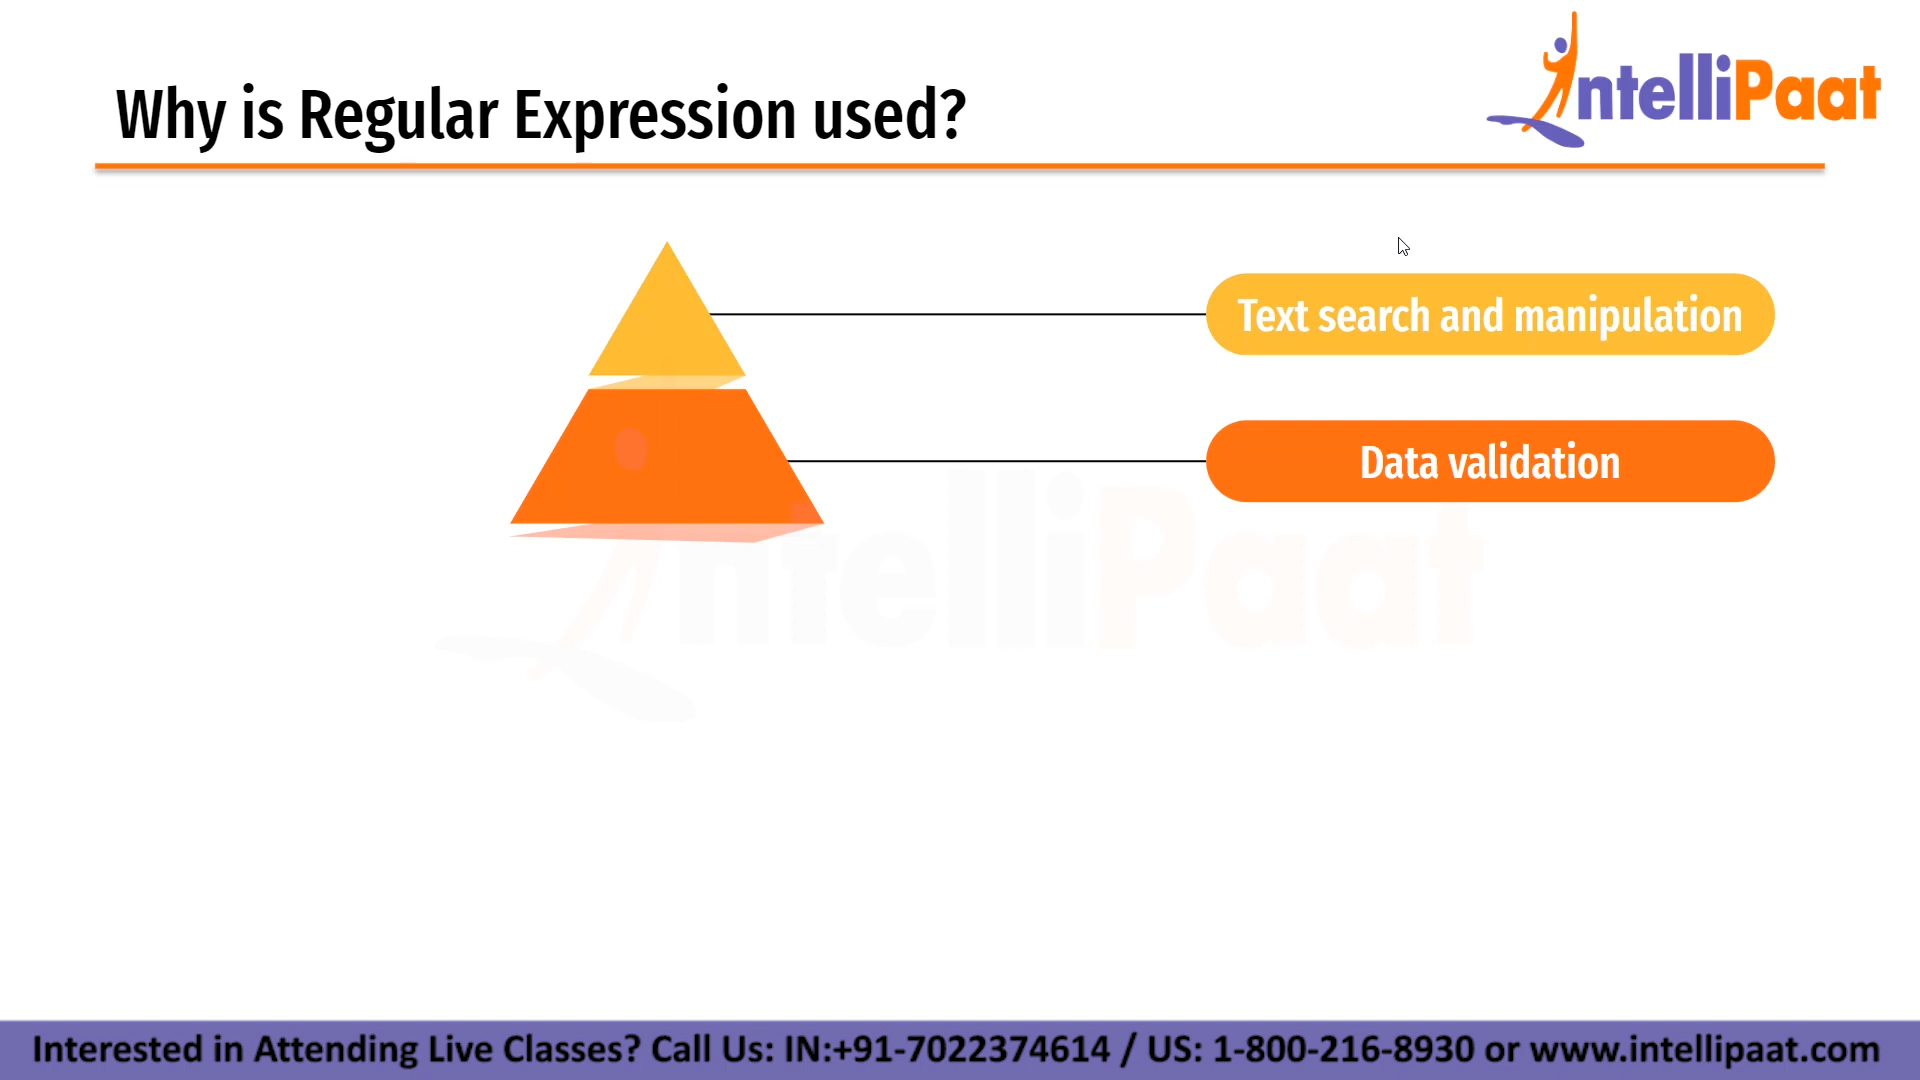 IntelliPaat
Why is Regular Expression used?
Text search and manipulation
Data validation
IntelliPaat
Interested in Attending Live Classes? Call Us: IN:+91-7022374614 / US: 1-800-216-8930 or www.intellipaat.com